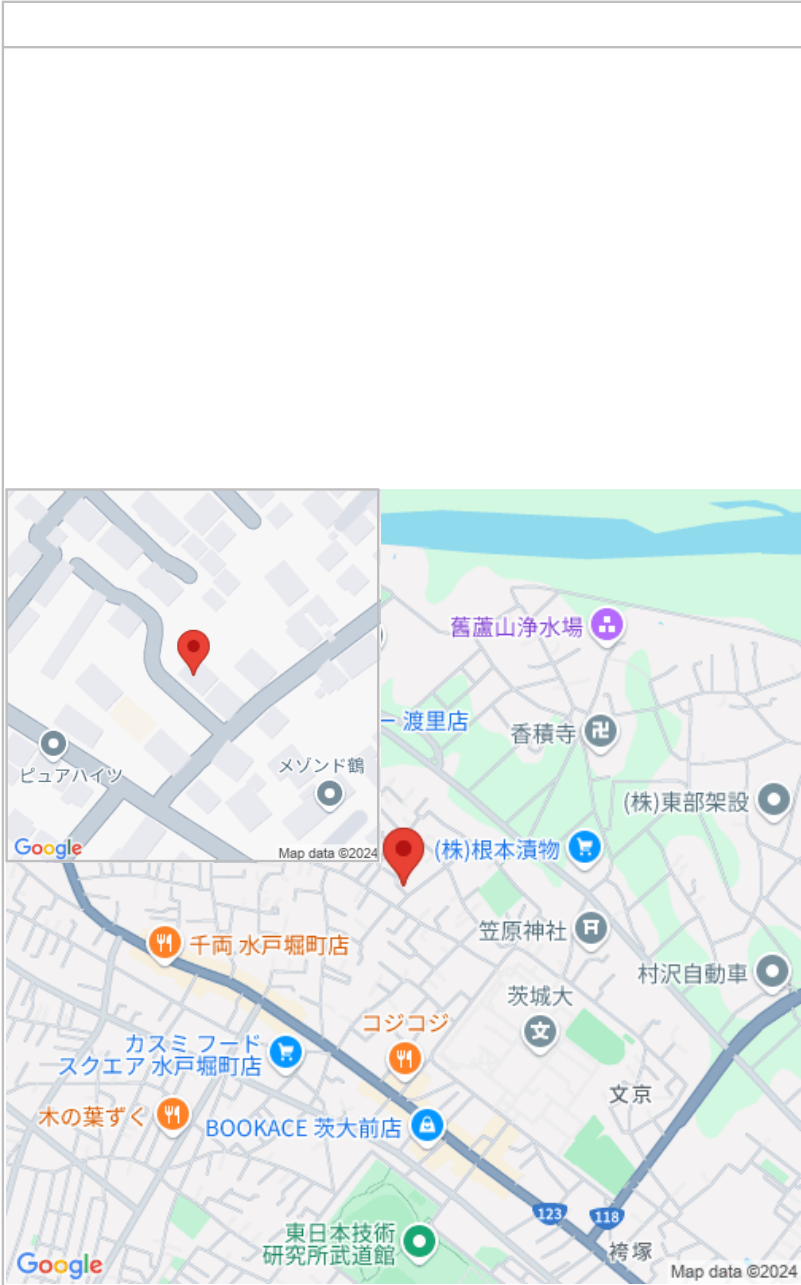 ピュアハイツ
メゾンド鶴
Google
Map data ©2024
舊蘆山浄水場
ー 渡里店
香積寺
(株)東部架設
(株)根本漬物
千両 水戸堀町店
笠原神社
村沢自動車
茨城大
コジコジ
カスミ フード
スクエア 水戸堀町店
文京
木の葉ずく
BOOKACE 茨大前店
123
118
東日本技術
研究所武道館
袴塚
Google
Map data ©2024